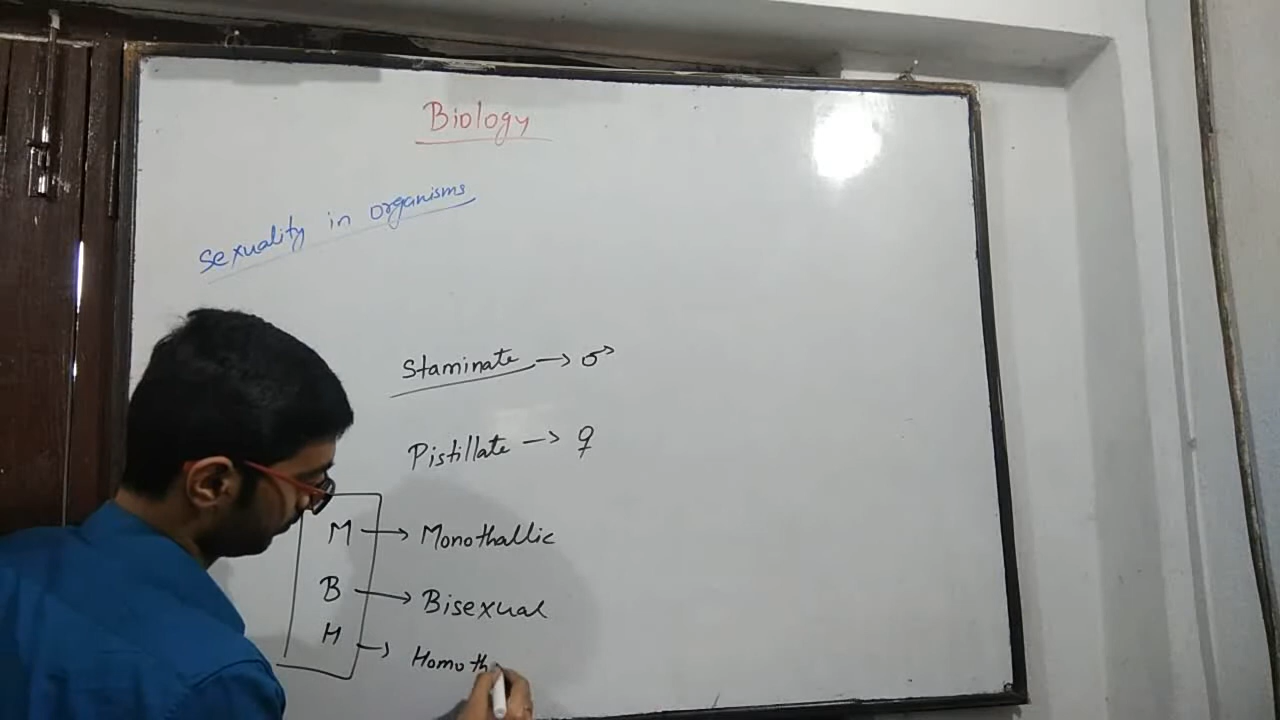 Biology
Sexuality in organisms
Staminate → ♂
Pistillate → ♀
M → Monothallic
B → Bisexual
H → Homoth